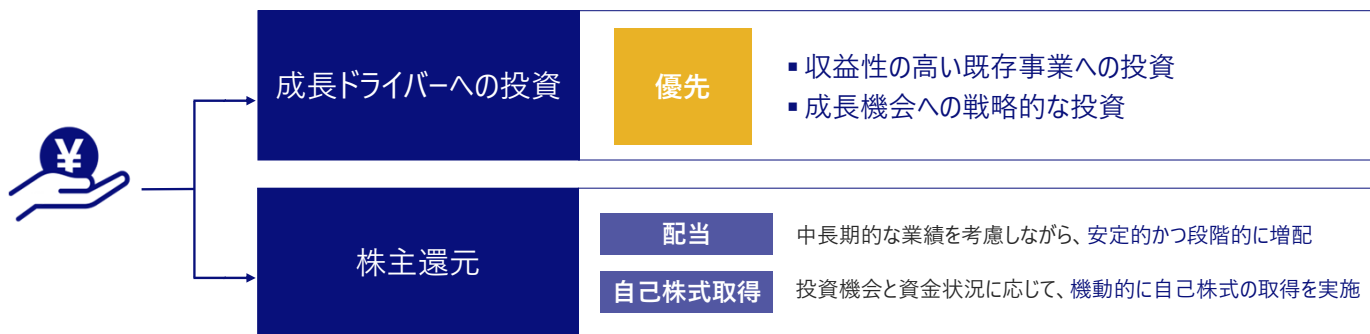 成長ドライバーへの投資
優先
▪ 収益性の高い既存事業への投資
▪ 成長機会への戦略的な投資
¥
株主還元
配当
中長期的な業績を考慮しながら、安定的かつ段階的に増配
自己株式取得
投資機会と資金状況に応じて、機動的に自己株式の取得を実施